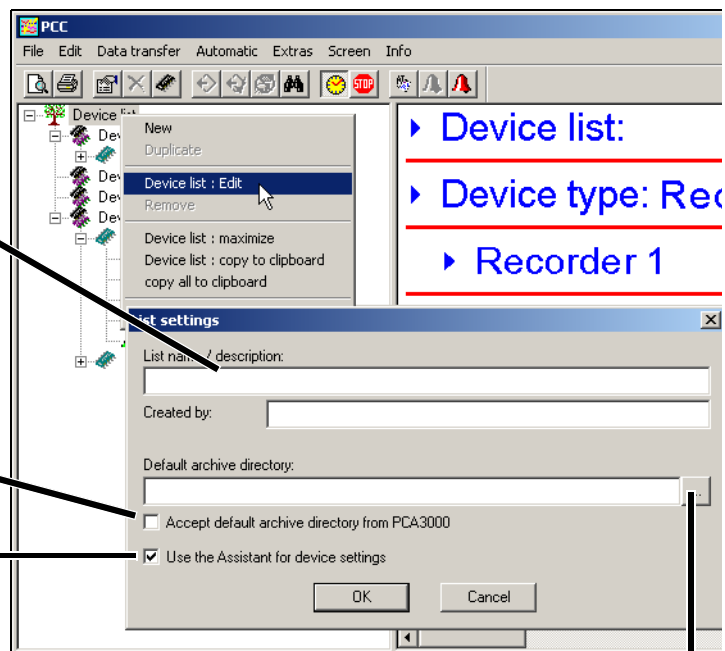 PCC
File Edit Data transfer Automatic Extras Screen Info
STOP
Device list
New
Duplicate
Device list : Edit
Remove
Device list : maximize
Device list : copy to clipboard
copy all to clipboard
Device list:
Device type:
Recorder 1
List settings
List name / description:
Created by:
Default archive directory:
...
Accept default archive directory from PCA3000
Use the Assistant for device settings
OK Cancel